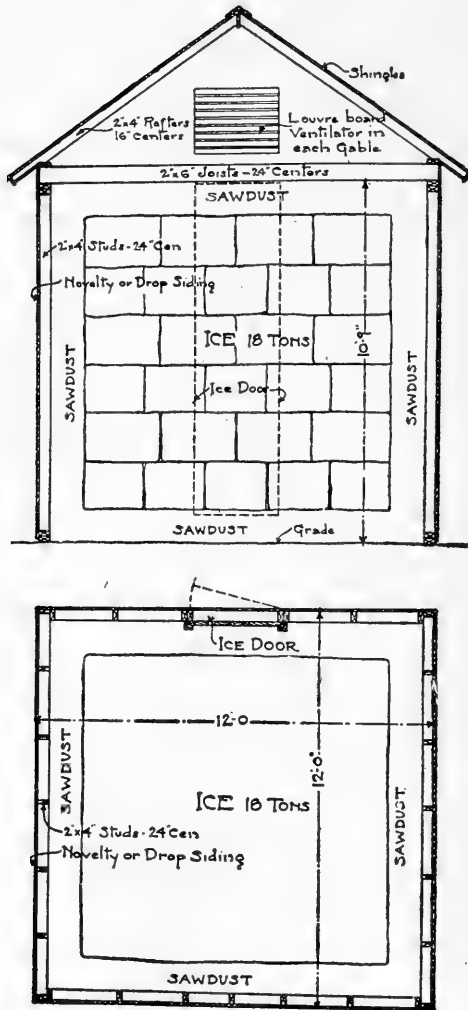 Shingles
2"x4" Rafters
16" Centers
Louvre board
Ventilator in
each Gable
2"x6" Joists - 24" Centers
SAWDUST
2"x4" Studs - 24" Cen
Novelty or Drop Siding
ICE 18 TONS
10'-9"
Ice Door
SAWDUST
SAWDUST
SAWDUST
Grade
ICE DOOR
12'-0
12'-0"
SAWDUST
ICE 18 TONS
SAWDUST
2"x4" Studs - 24" Cen
Novelty or Drop Siding
SAWDUST